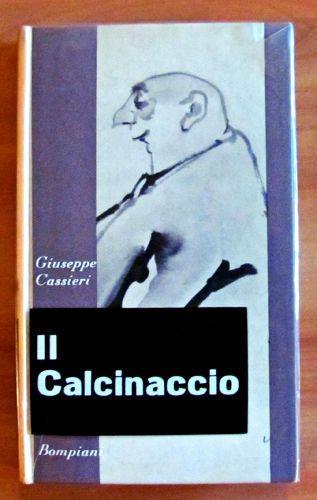 Giuseppe
Cassieri
Il
Calcinaccio
Bompiani